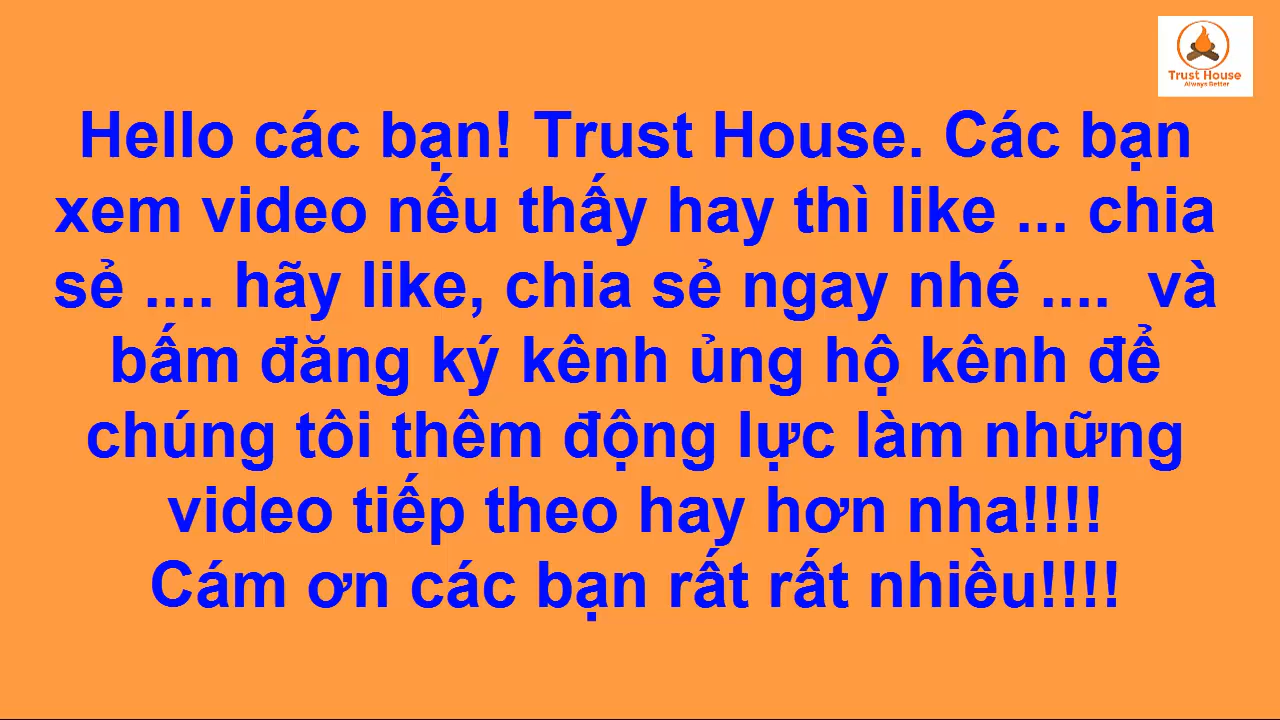 Trust House
Always Better
Hello các bạn! Trust House. Các bạn
xem video nếu thấy hay thì like ... chia
sẻ .... hãy like, chia sẻ ngay nhé ....  và
bấm đăng ký kênh ủng hộ kênh để
chúng tôi thêm động lực làm những
video tiếp theo hay hơn nha!!!!
Cám ơn các bạn rất rất nhiều!!!!